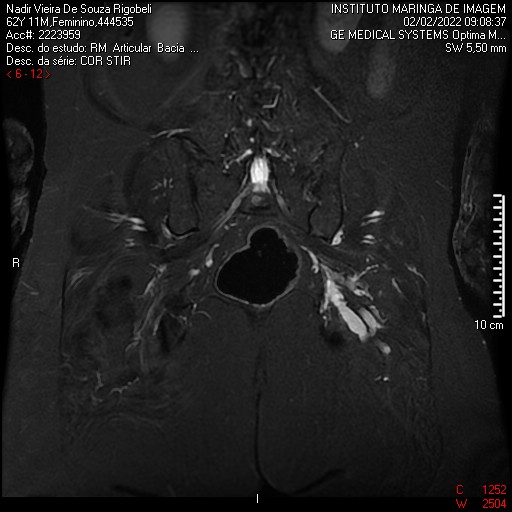 Nadir Vieira De Souza Rigobeli
62Y 11M,Feminino,444535
Acc#: 2223959
Desc. do estudo: RM Articular Bacia ...
Desc. da série: COR STIR
< 6 - 12 >
INSTITUTO MARINGA DE IMAGEM
02/02/2022 09:08:37
GE MEDICAL SYSTEMS Optima M...
SW 5,50 mm
R
10 cm
I
C 1252
W 2504